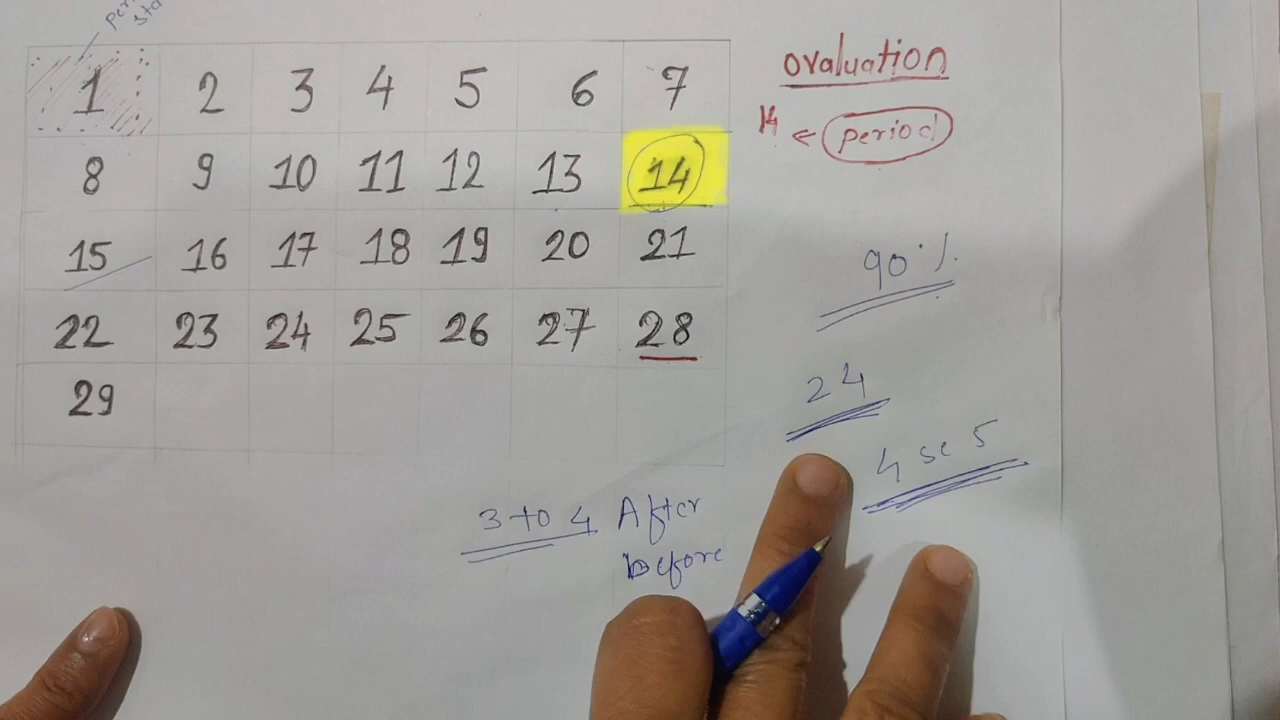 1 2 3 4 5 6 7
8 9 10 11 12 13 14
15 16 17 18 19 20 21
22 23 24 25 26 27 28
29
ovaluation
14 < period
90%
24
4 se 5
3 to 4 After
before